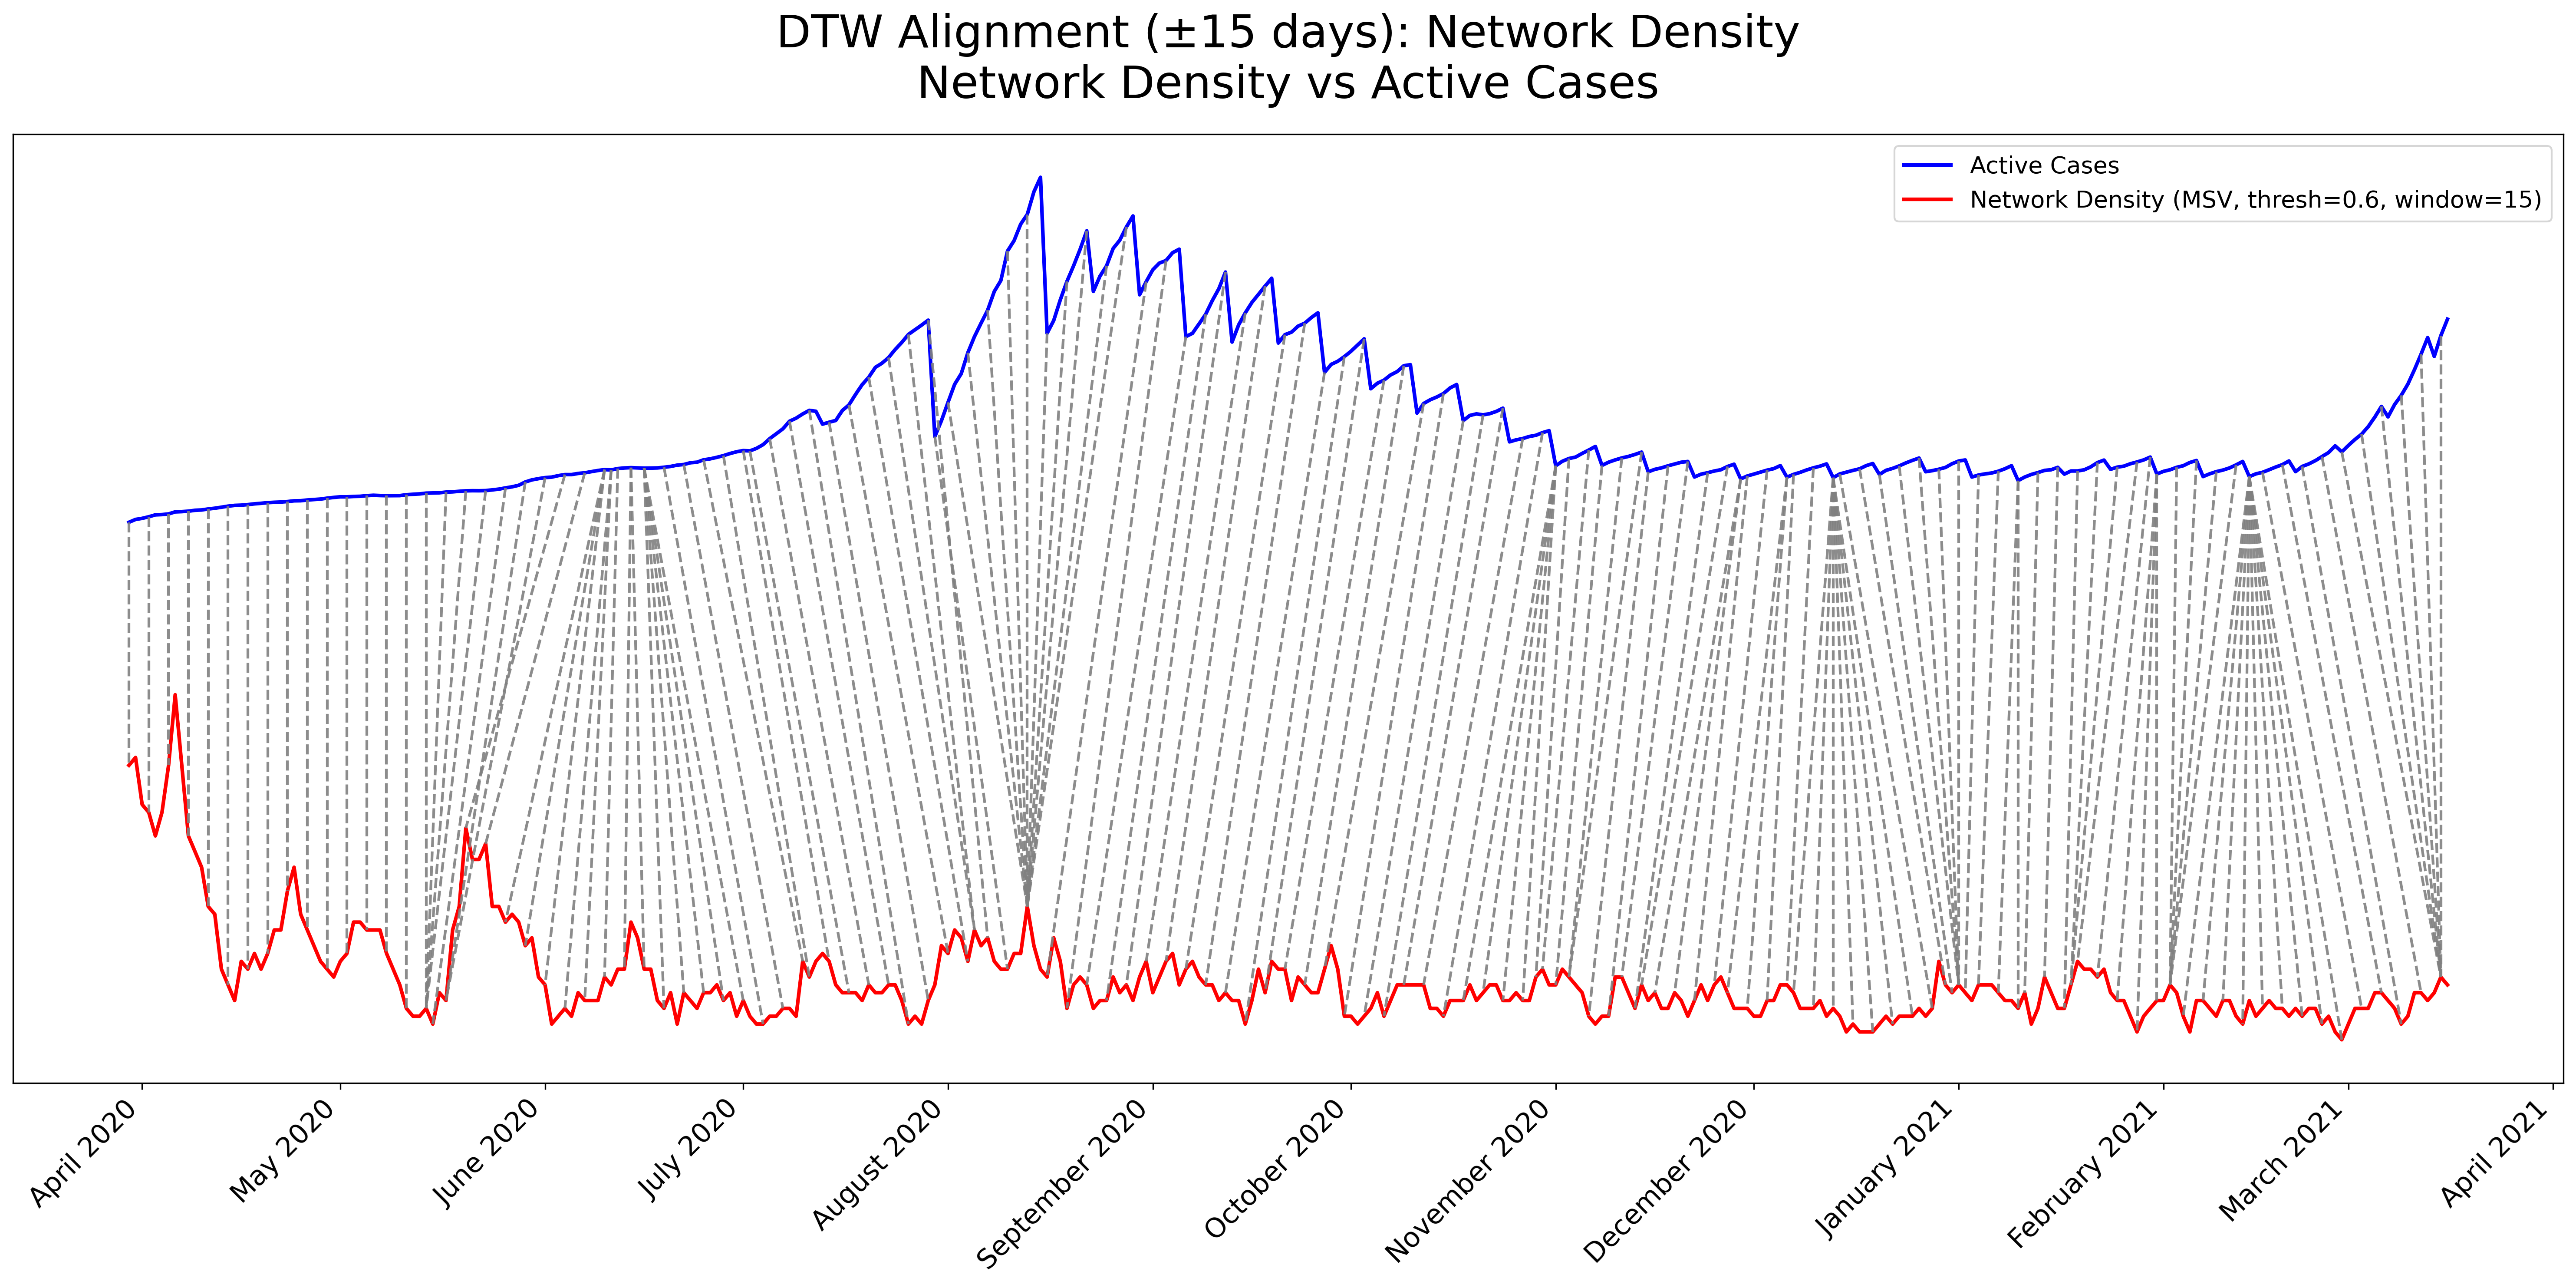 DTW Alignment (±15 days): Network Density
Network Density vs Active Cases
Active Cases
Network Density (MSV, thresh=0.6, window=15)
April 2020
May 2020
June 2020
July 2020
August 2020
September 2020
October 2020
November 2020
December 2020
January 2021
February 2021
March 2021
April 2021